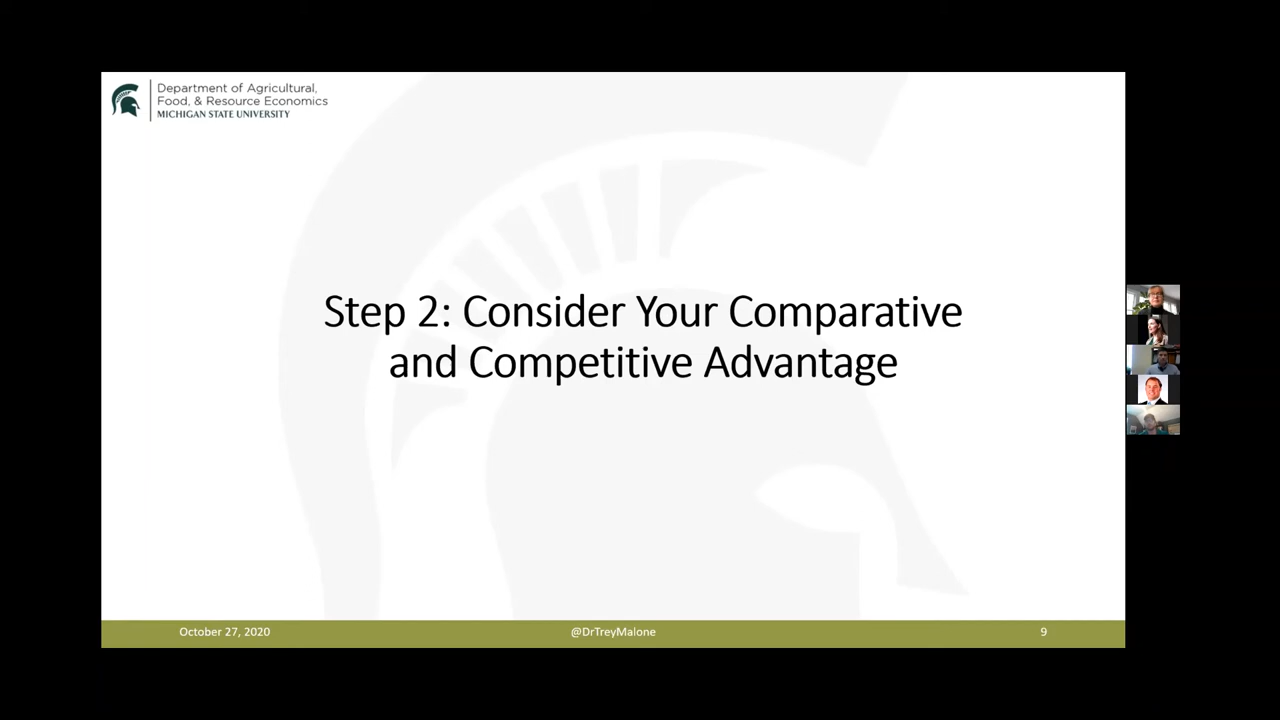 Department of Agricultural,
Food, & Resource Economics
MICHIGAN STATE UNIVERSITY
Step 2: Consider Your Comparative
and Competitive Advantage
October 27, 2020
@DrTreyMalone
9